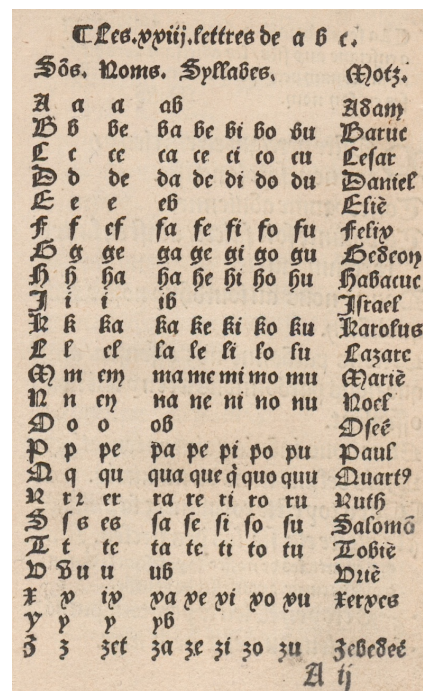 ⁋Les.xxiij.lettres de a b c.
Sõs. Noms. Syllabes. Motz.
A a a ab Adam
B b be ba be bi bo bu Baruc
C c ce ca ce ci co cu Cesar
D d de da de di do du Daniel
E e e eb Eliē
F f ef fa fe fi fo fu Felix
G g ge ga ge gi go gu Gedeon
H h ha ha he hi ho hu Habacuc
I i i ib Israel
K k ka ka ke ki ko ku Karolus
L l el la le li lo lu Lazare
M m em ma me mi mo mu Mariē
N n en na ne ni no nu Noel
O o o ob Oseé
P p pe pa pe pi po pu Paul
Q q qu qua que q̇ quo quu Quartꝰ
R r ꝛ er ra re ri ro ru Ruth
S ſ s es ſa ſe ſi ſo ſu Salomõ
T t te ta te ti to tu Tobiē
V v u u ub Vriē
X x ix xa xe xi xo xu Xerxes
y y y yb
Z z zet za ze zi zo zu Zebedeé
A ij